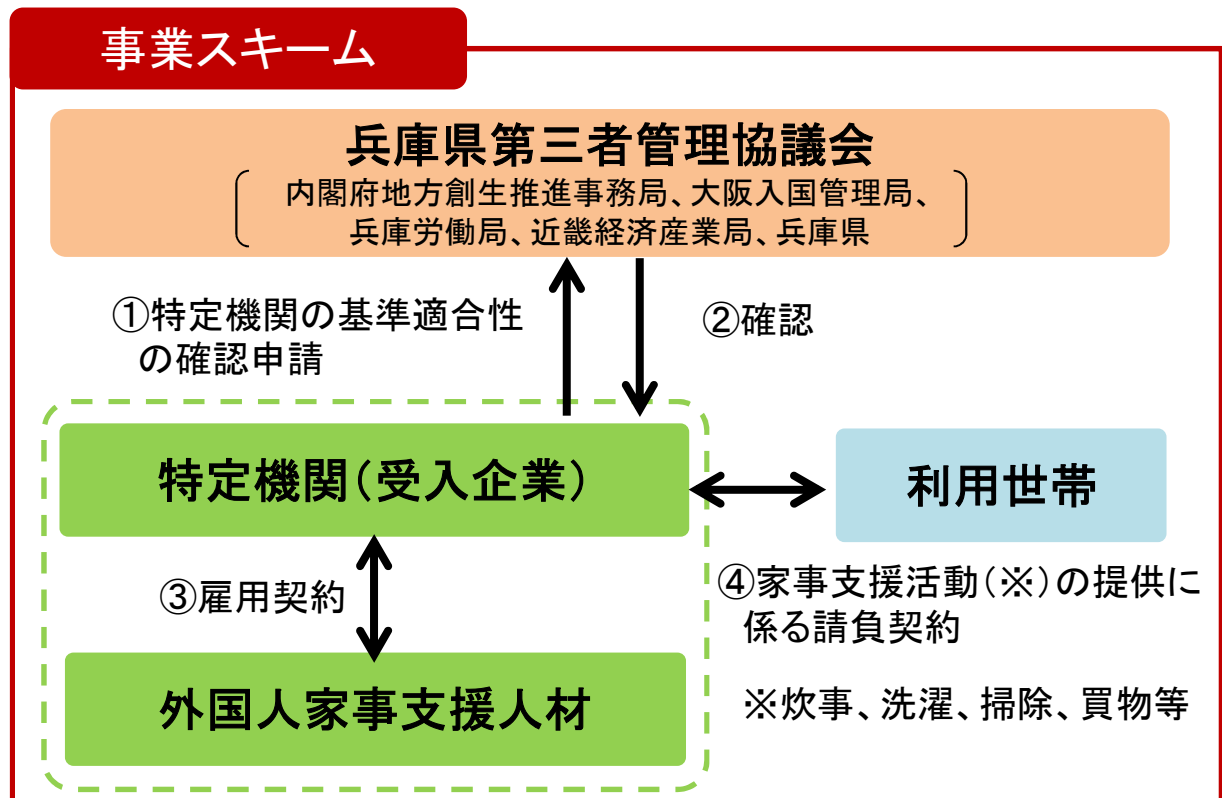 事業スキーム
兵庫県第三者管理協議会
内閣府地方創生推進事務局、大阪入国管理局、
兵庫労働局、近畿経済産業局、兵庫県
①特定機関の基準適合性
の確認申請
②確認
特定機関(受入企業)
利用世帯
③雇用契約
④家事支援活動(※)の提供に
係る請負契約
外国人家事支援人材
※炊事、洗濯、掃除、買物等